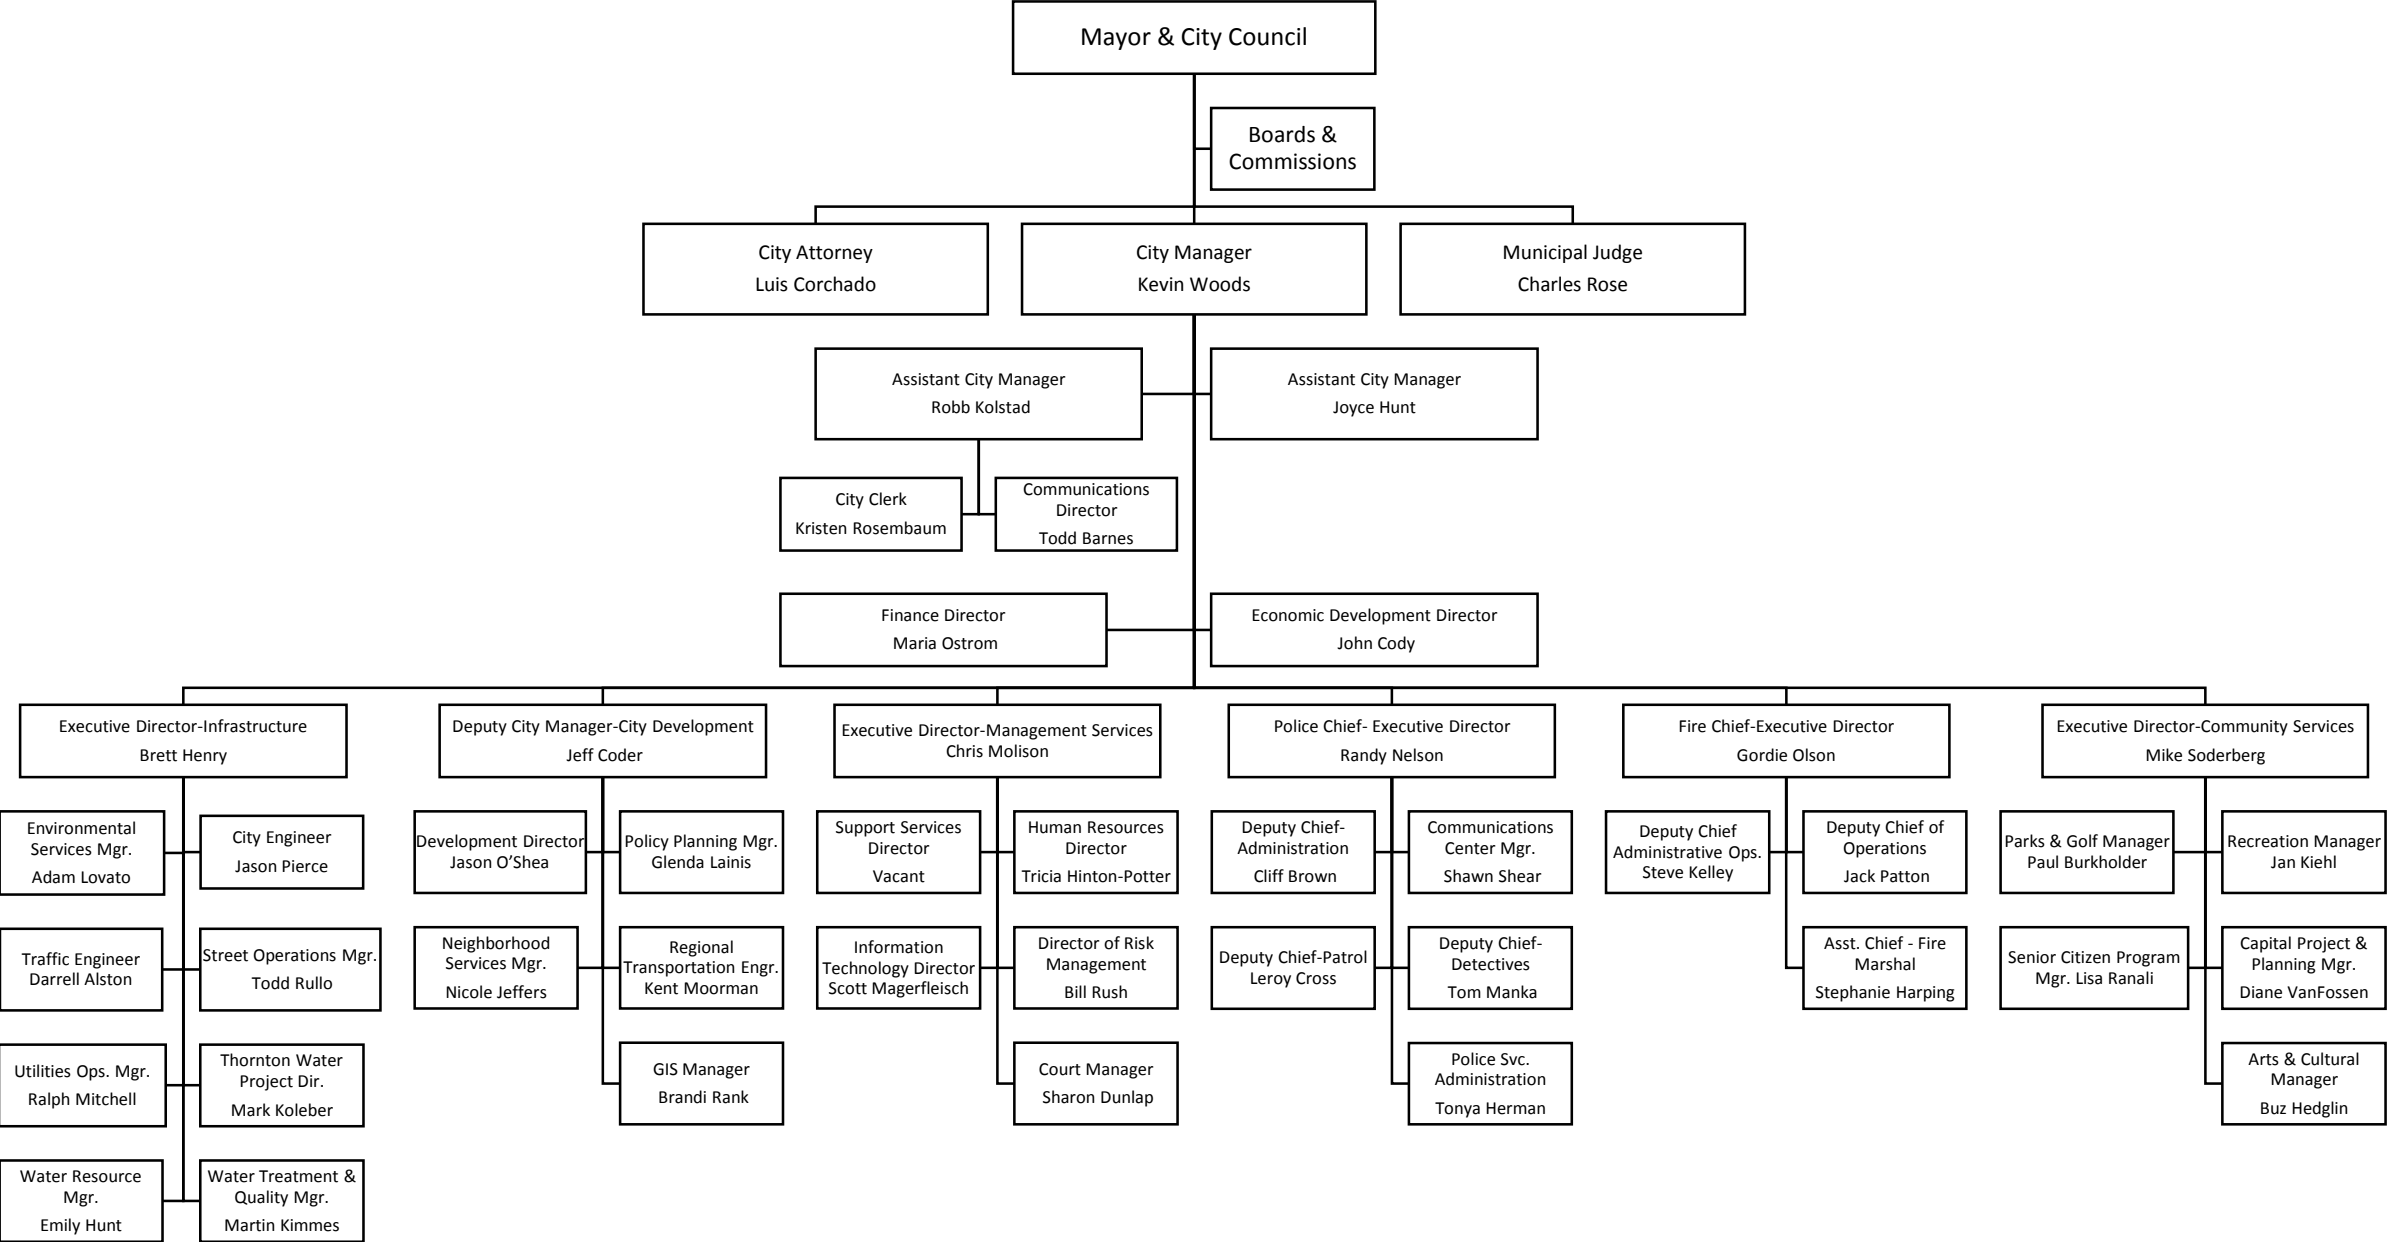 Mayor & City Council
Boards &
Commissions
City Attorney
Luis Corchado
City Manager
Kevin Woods
Municipal Judge
Charles Rose
Assistant City Manager
Robb Kolstad
Assistant City Manager
Joyce Hunt
City Clerk
Kristen Rosembaum
Communications
Director
Todd Barnes
Finance Director
Maria Ostrom
Economic Development Director
John Cody
Executive Director-Infrastructure
Brett Henry
Deputy City Manager-City Development
Jeff Coder
Executive Director-Management Services
Chris Molison
Police Chief- Executive Director
Randy Nelson
Fire Chief-Executive Director
Gordie Olson
Executive Director-Community Services
Mike Soderberg
Environmental
Services Mgr.
Adam Lovato
City Engineer
Jason Pierce
Development Director
Jason O’Shea
Policy Planning Mgr.
Glenda Lainis
Support Services
Director
Vacant
Human Resources
Director
Tricia Hinton-Potter
Deputy Chief-
Administration
Cliff Brown
Communications
Center Mgr.
Shawn Shear
Deputy Chief
Administrative Ops.
Steve Kelley
Deputy Chief of
Operations
Jack Patton
Parks & Golf Manager
Paul Burkholder
Recreation Manager
Jan Kiehl
Traffic Engineer
Darrell Alston
Street Operations Mgr.
Todd Rullo
Neighborhood
Services Mgr.
Nicole Jeffers
Regional
Transportation Engr.
Kent Moorman
Information
Technology Director
Scott Magerfleisch
Director of Risk
Management
Bill Rush
Deputy Chief-Patrol
Leroy Cross
Deputy Chief-
Detectives
Tom Manka
Asst. Chief - Fire
Marshal
Stephanie Harping
Senior Citizen Program
Mgr. Lisa Ranali
Capital Project &
Planning Mgr.
Diane VanFossen
Utilities Ops. Mgr.
Ralph Mitchell
Thornton Water
Project Dir.
Mark Koleber
GIS Manager
Brandi Rank
Court Manager
Sharon Dunlap
Police Svc.
Administration
Tonya Herman
Arts & Cultural
Manager
Buz Hedglin
Water Resource
Mgr.
Emily Hunt
Water Treatment &
Quality Mgr.
Martin Kimmes